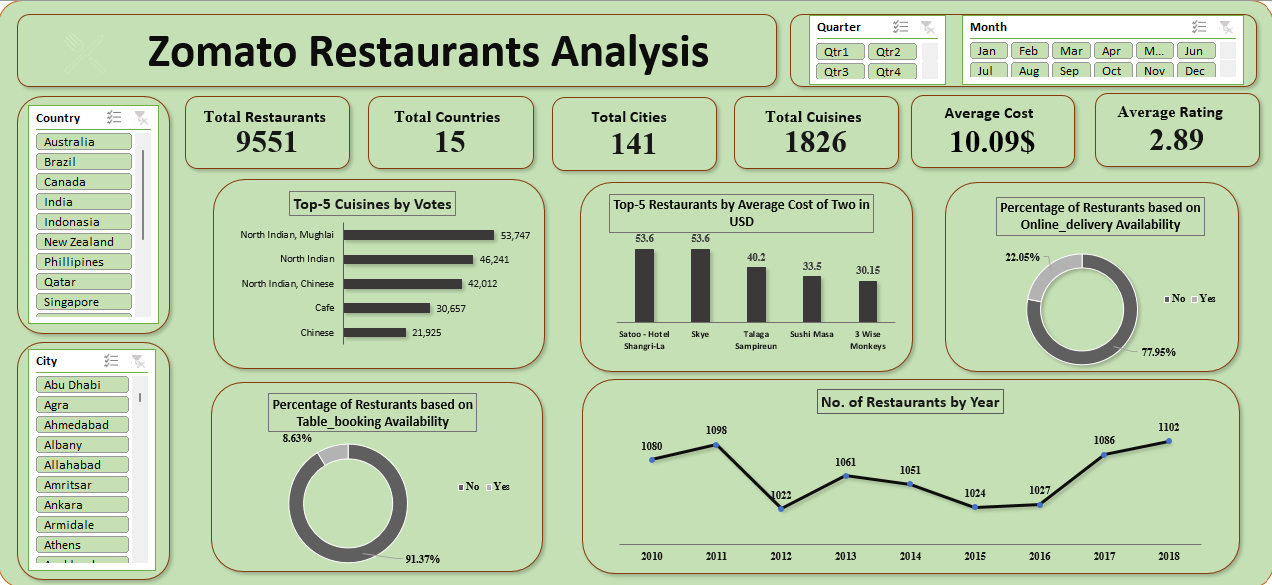 Zomato Restaurants Analysis
Quarter
Qtr1 Qtr2
Qtr3 Qtr4
Month
Jan Feb Mar Apr M... Jun
Jul Aug Sep Oct Nov Dec
Country
Australia
Brazil
Canada
India
Indonasia
New Zealand
Phillipines
Qatar
Singapore
City
Abu Dhabi
Agra
Ahmedabad
Albany
Allahabad
Amritsar
Ankara
Armidale
Athens
Total Restaurants
9551
Total Countries
15
Total Cities
141
Total Cuisines
1826
Average Cost
10.09$
Average Rating
2.89
Top-5 Cuisines by Votes
North Indian, Mughlai 53,747
North Indian 46,241
North Indian, Chinese 42,012
Cafe 30,657
Chinese 21,925
Top-5 Restaurants by Average Cost of Two in
USD
53.6 53.6 40.2 33.5 30.15
Satoo - Hotel Shangri-La
Skye
Talaga Sampireun
Sushi Masa
3 Wise Monkeys
Percentage of Resturants based on
Online_delivery Availability
22.05%
No Yes
77.95%
Percentage of Resturants based on
Table_booking Availability
8.63%
No Yes
91.37%
No. of Restaurants by Year
1080 1098 1022 1061 1051 1024 1027 1086 1102
2010 2011 2012 2013 2014 2015 2016 2017 2018